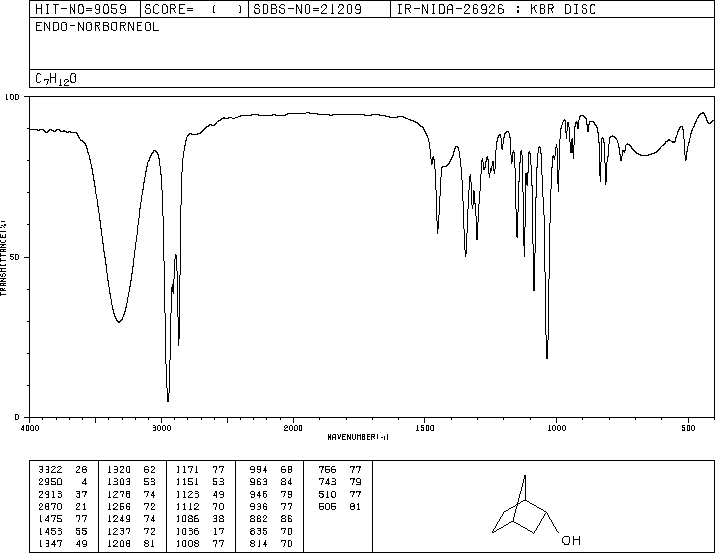 HIT-NO=9059 SCORE= ( ) SDBS-NO=21209 IR-NIDA-26926 : KBR DISC
ENDO-NORBORNEOL
C₇H₁₂O
100
TRANSMITTANCE(%)
50
0
4000 3000 2000 1500 1000 500
WAVENUMBER(-1)
3322 28 1320 62 1171 77 994 68 756 77
2950 4 1303 53 1151 53 963 84 743 79
2913 37 1278 74 1123 49 945 79 510 77
2870 21 1256 72 1112 70 936 77 505 81
1475 77 1249 74 1086 38 882 86
1453 55 1237 72 1036 17 835 70
1347 49 1208 81 1008 77 814 70
OH